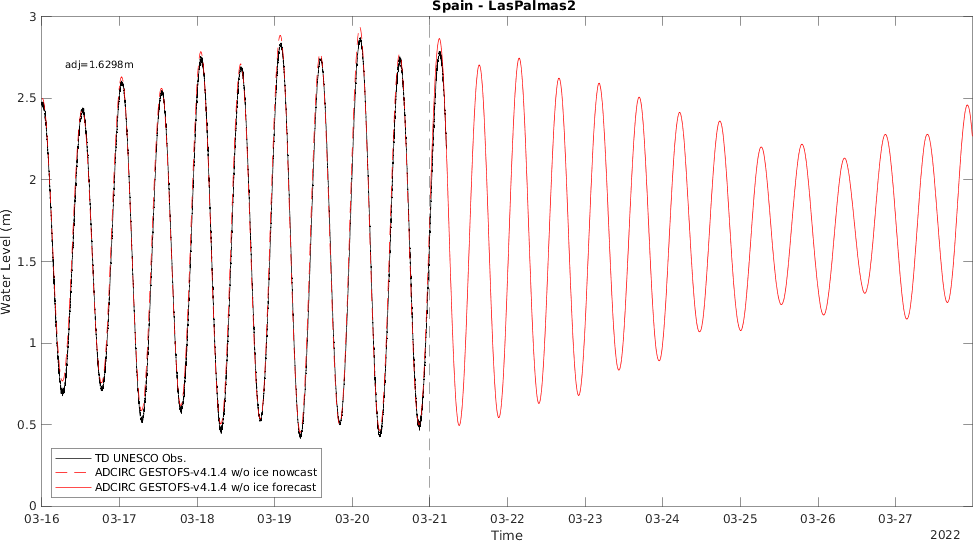 Spain - LasPalmas2
3
adj=1.6298m
2.5
2
Water Level (m)
1.5
1
0.5
TD UNESCO Obs.
ADCIRC GESTOFS-v4.1.4 w/o ice nowcast
ADCIRC GESTOFS-v4.1.4 w/o ice forecast
0
03-16 03-17 03-18 03-19 03-20 03-21 03-22 03-23 03-24 03-25 03-26 03-27
Time
2022